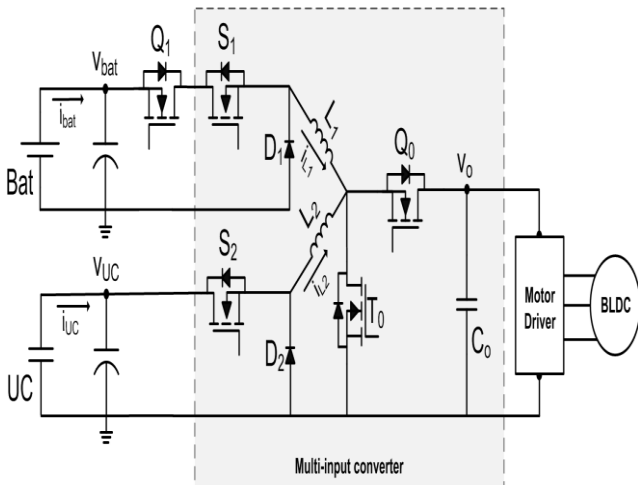 Q1
S1
Vbat
ibat
Bat
D1
L1
iL1
Q0
Vo
L2
iL2
S2
VUC
iUC
UC
D2
T0
Co
Motor
Driver
BLDC
Multi-input converter